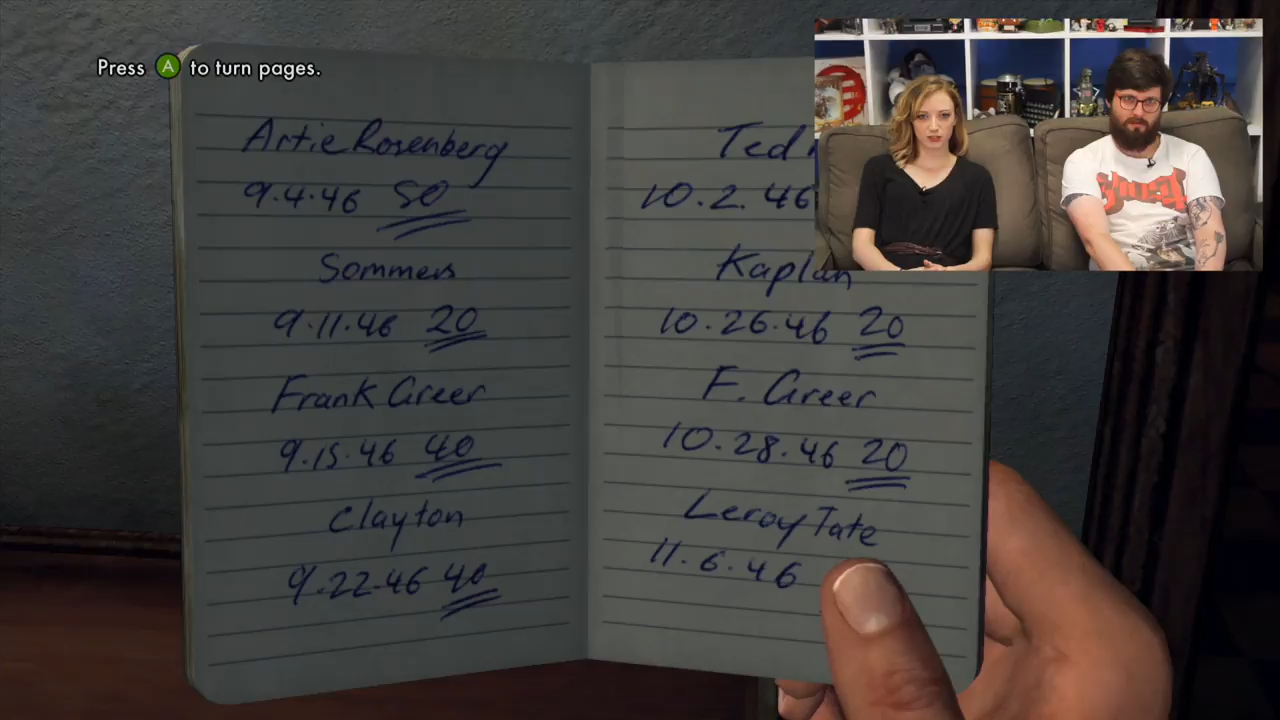 Press A to turn pages.
Artie Rosenberg
9.4.46 50
Sommers
9.11.46 20
Frank Greer
9.15.46 40
Clayton
9.22.46 40
Ted
10.2.46
Kaplan
10.26.46 20
F. Greer
10.28.46 20
Leroy Tate
11.6.46